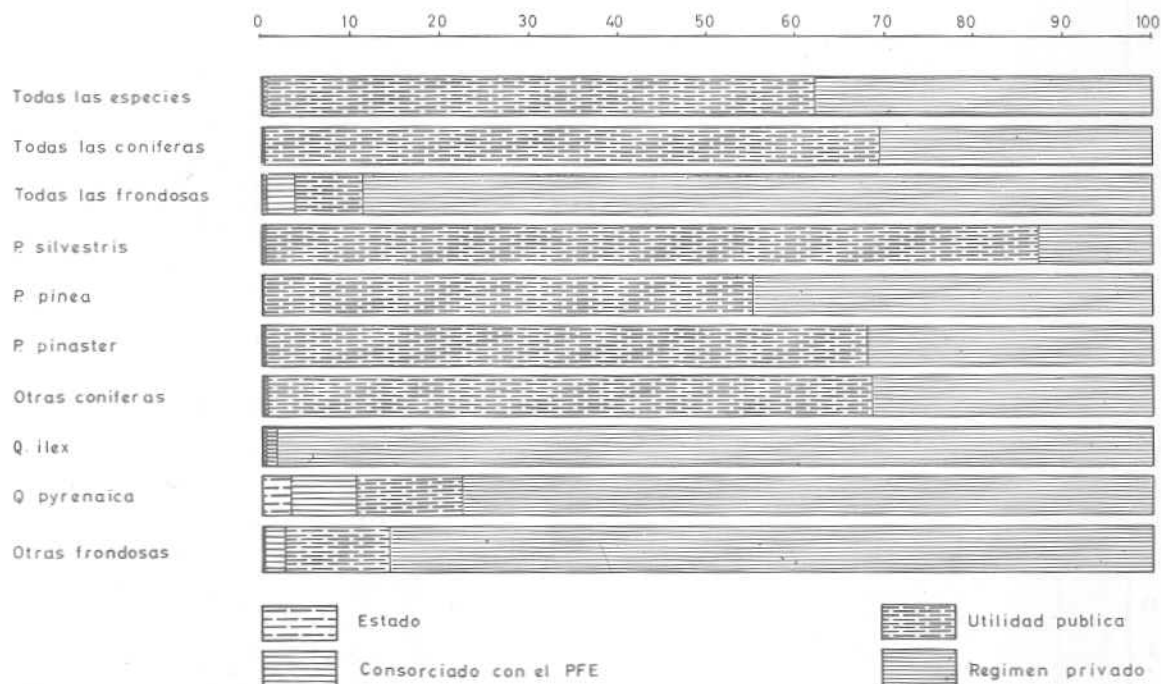 0 10 20 30 40 50 60 70 80 90 100
Todas las especies
Todas las coniferas
Todas las frondosas
P. silvestris
P. pinea
P. pinaster
Otras coniferas
Q. ilex
Q pyrenaïca
Otras frondosas
Estado
Utilidad publica
Consorciado con el PFE
Regimen privado